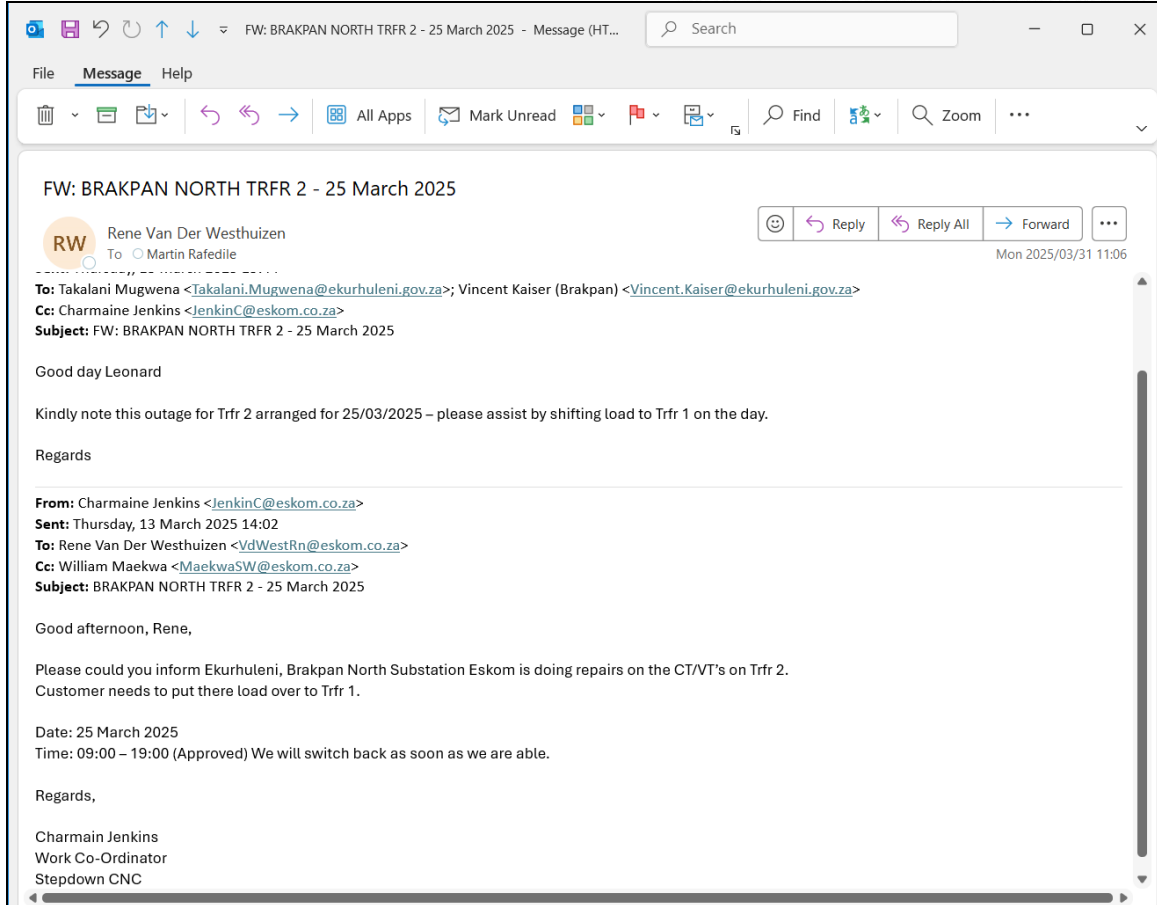 FW: BRAKPAN NORTH TRFR 2 - 25 March 2025 - Message (HT...
Search
File Message Help
All Apps Mark Unread Find Zoom
FW: BRAKPAN NORTH TRFR 2 - 25 March 2025
RW
Rene Van Der Westhuizen
To Martin Rafedile
Reply Reply All Forward
Mon 2025/03/31 11:06
To: Takalani Mugwena <Takalani.Mugwena@ekurhuleni.gov.za>; Vincent Kaiser (Brakpan) <Vincent.Kaiser@ekurhuleni.gov.za>
Cc: Charmaine Jenkins <JenkinC@eskom.co.za>
Subject: FW: BRAKPAN NORTH TRFR 2 - 25 March 2025
Good day Leonard
Kindly note this outage for Trfr 2 arranged for 25/03/2025 – please assist by shifting load to Trfr 1 on the day.
Regards
From: Charmaine Jenkins <JenkinC@eskom.co.za>
Sent: Thursday, 13 March 2025 14:02
To: Rene Van Der Westhuizen <VdWestRn@eskom.co.za>
Cc: William Maekwa <MaekwaSW@eskom.co.za>
Subject: BRAKPAN NORTH TRFR 2 - 25 March 2025
Good afternoon, Rene,
Please could you inform Ekurhuleni, Brakpan North Substation Eskom is doing repairs on the CT/VT’s on Trfr 2.
Customer needs to put there load over to Trfr 1.
Date: 25 March 2025
Time: 09:00 – 19:00 (Approved) We will switch back as soon as we are able.
Regards,
Charmain Jenkins
Work Co-Ordinator
Stepdown CNC